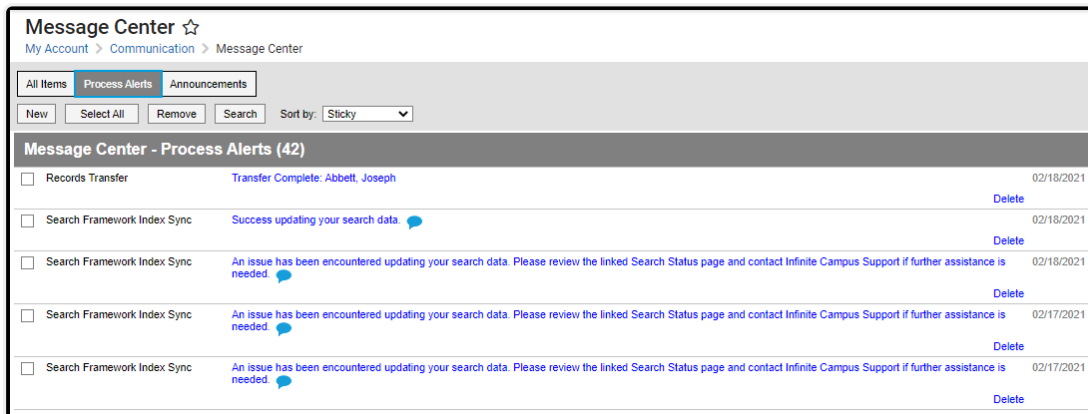 Message Center
My Account > Communication > Message Center
All Items Process Alerts Announcements
New Select All Remove Search Sort by: Sticky
Message Center - Process Alerts (42)
Records Transfer Transfer Complete: Abbett, Joseph 02/18/2021
Delete
Search Framework Index Sync Success updating your search data. 02/18/2021
Delete
Search Framework Index Sync An issue has been encountered updating your search data. Please review the linked Search Status page and contact Infinite Campus Support if further assistance is 02/18/2021
needed.
Delete
Search Framework Index Sync An issue has been encountered updating your search data. Please review the linked Search Status page and contact Infinite Campus Support if further assistance is 02/17/2021
needed.
Delete
Search Framework Index Sync An issue has been encountered updating your search data. Please review the linked Search Status page and contact Infinite Campus Support if further assistance is 02/17/2021
needed.
Delete